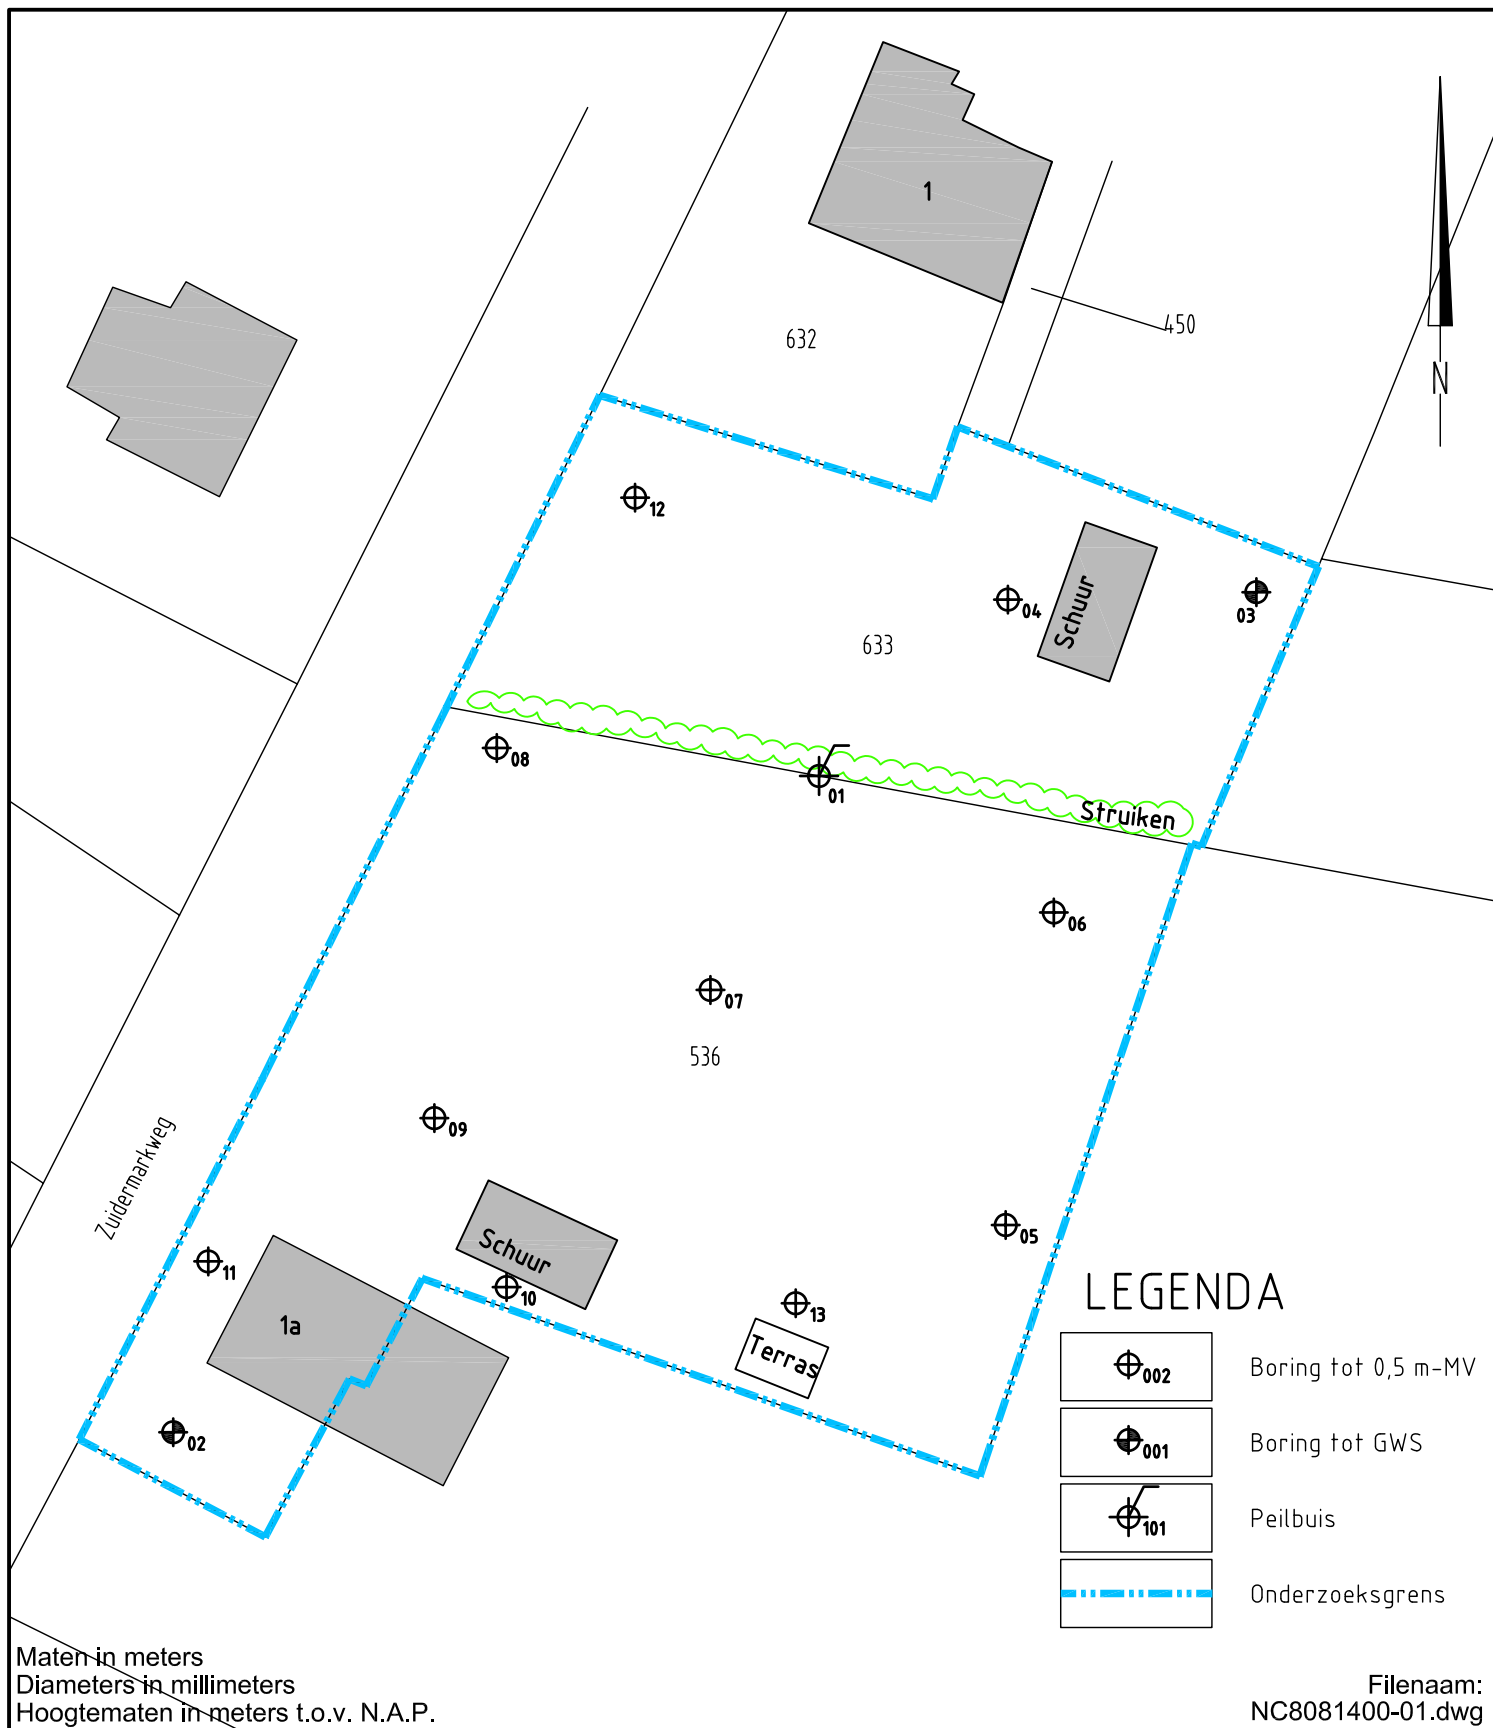 1
450
632
N
12
04
Schuur
03
633
08
01
Struiken
06
07
536
09
Zuidermarkweg
05
11
Schuur
10
13
1a
Terras
02
LEGENDA
002 Boring tot 0,5 m-MV
001 Boring tot GWS
101 Peilbuis
Onderzoeksgrens
Maten in meters
Diameters in millimeters
Hoogtematen in meters t.o.v. N.A.P.
Filenaam:
NC8081400-01.dwg